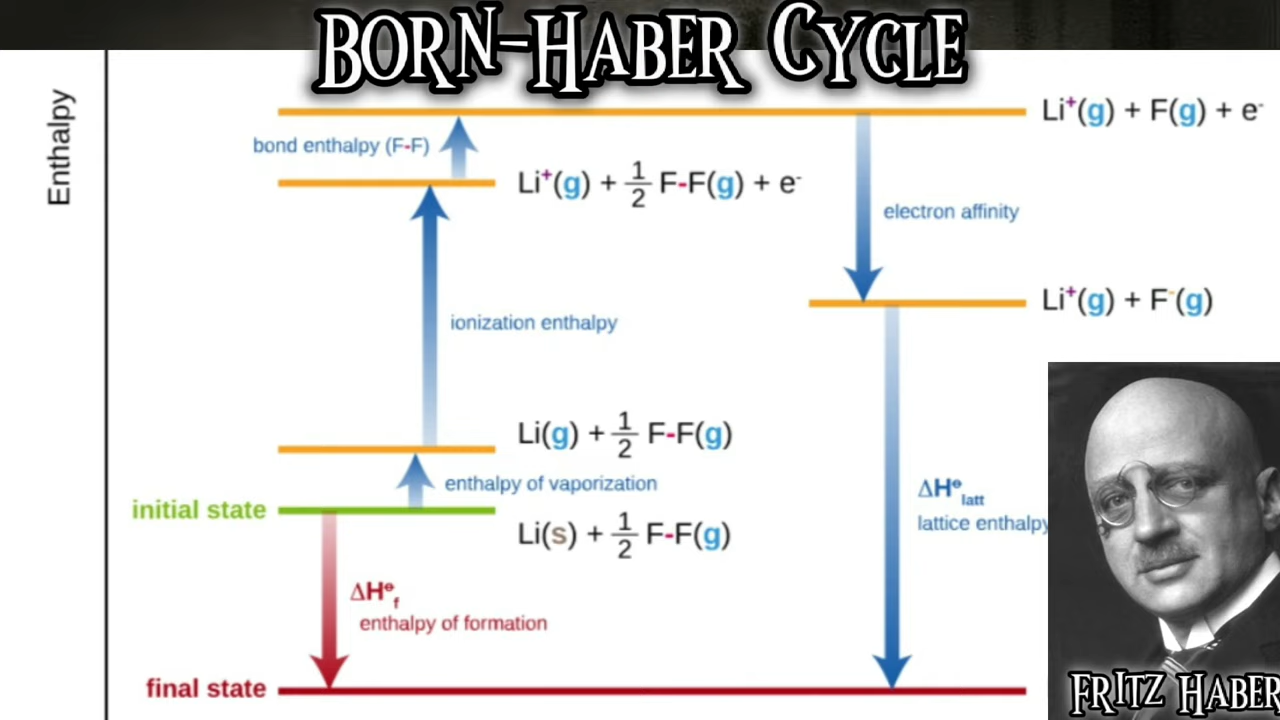 BORN-HABER CYCLE
Enthalpy
Li⁺(g) + F(g) + e⁻
bond enthalpy (F-F)
Li⁺(g) + 1/2 F-F(g) + e⁻
electron affinity
Li⁺(g) + F⁻(g)
ionization enthalpy
Li(g) + 1/2 F-F(g)
enthalpy of vaporization
initial state
Li(s) + 1/2 F-F(g)
ΔH°latt
lattice enthalpy
ΔH°f
enthalpy of formation
final state
FRITZ HABER